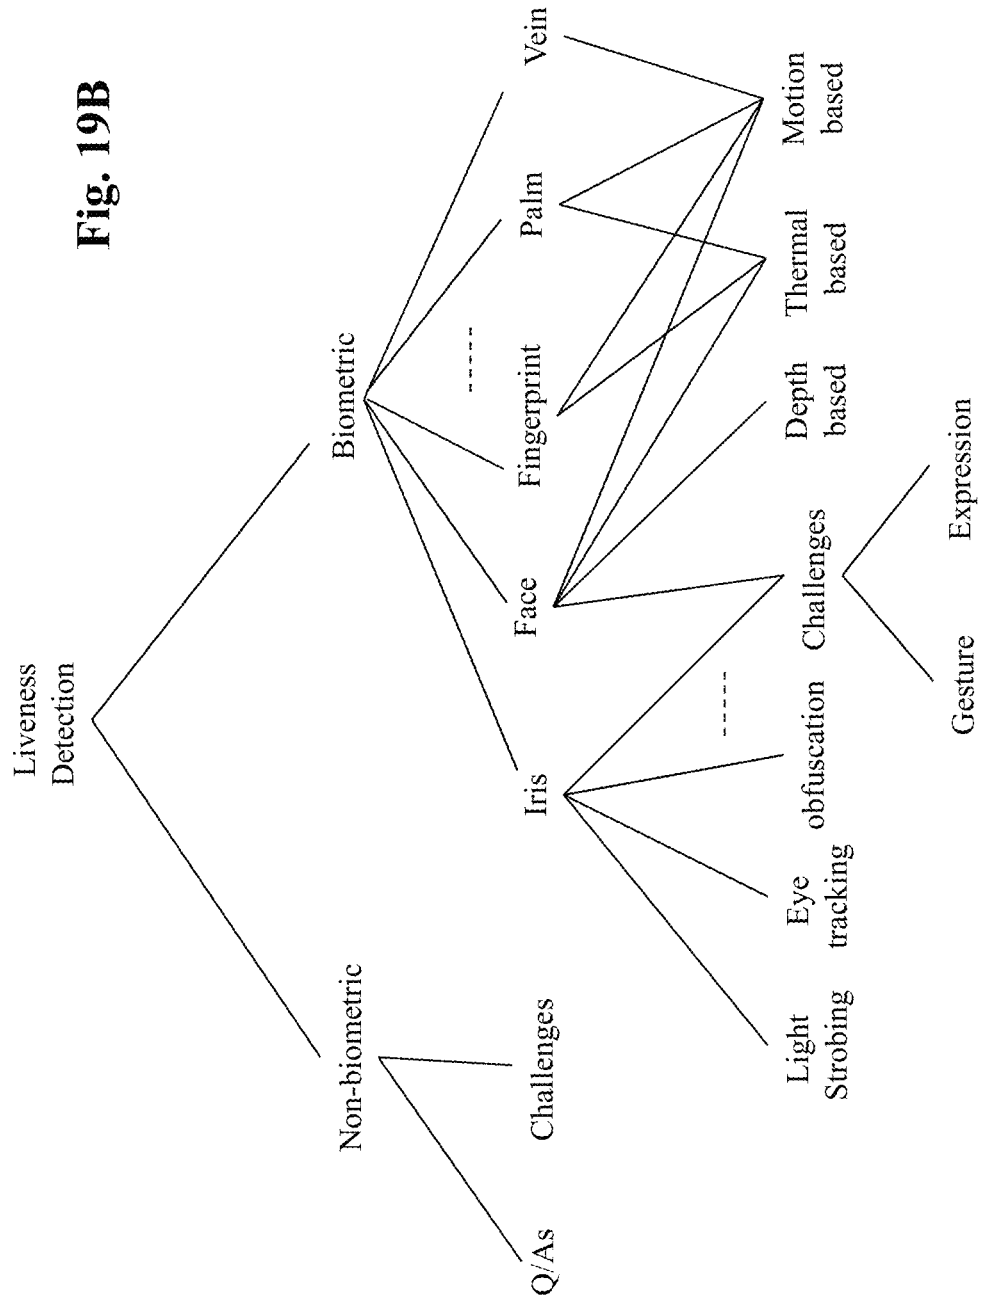 Fig. 19B
Liveness
Detection
Non-biometric
Biometric
Q/As
Challenges
Iris
Face
Fingerprint
Palm
Vein
Light
Strobing
Eye
tracking
obfuscation
Challenges
Depth
based
Thermal
based
Motion
based
Gesture
Expression